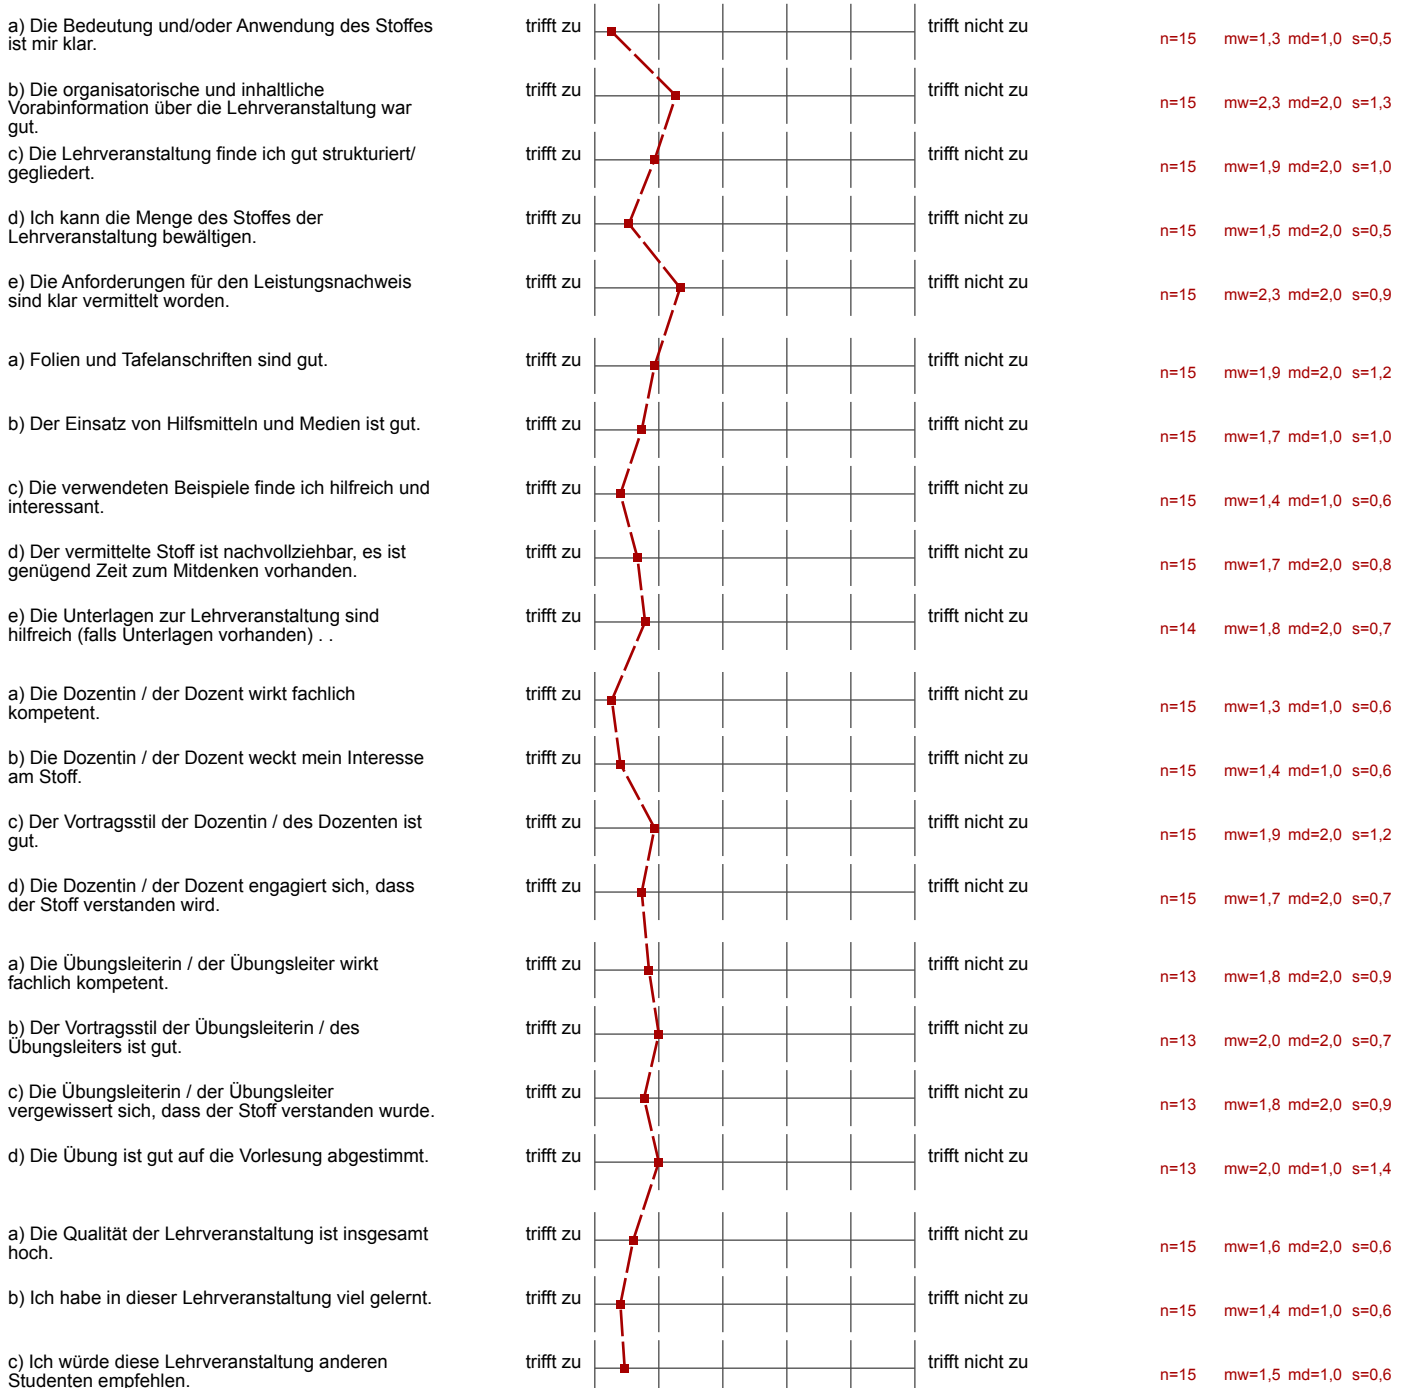 a) Die Bedeutung und/oder Anwendung des Stoffes
ist mir klar.
trifft zu
trifft nicht zu
n=15 mw=1,3 md=1,0 s=0,5
b) Die organisatorische und inhaltliche
Vorabinformation über die Lehrveranstaltung war
gut.
trifft zu
trifft nicht zu
n=15 mw=2,3 md=2,0 s=1,3
c) Die Lehrveranstaltung finde ich gut strukturiert/
gegliedert.
trifft zu
trifft nicht zu
n=15 mw=1,9 md=2,0 s=1,0
d) Ich kann die Menge des Stoffes der
Lehrveranstaltung bewältigen.
trifft zu
trifft nicht zu
n=15 mw=1,5 md=2,0 s=0,5
e) Die Anforderungen für den Leistungsnachweis
sind klar vermittelt worden.
trifft zu
trifft nicht zu
n=15 mw=2,3 md=2,0 s=0,9
a) Folien und Tafelanschriften sind gut.
trifft zu
trifft nicht zu
n=15 mw=1,9 md=2,0 s=1,2
b) Der Einsatz von Hilfsmitteln und Medien ist gut.
trifft zu
trifft nicht zu
n=15 mw=1,7 md=1,0 s=1,0
c) Die verwendeten Beispiele finde ich hilfreich und
interessant.
trifft zu
trifft nicht zu
n=15 mw=1,4 md=1,0 s=0,6
d) Der vermittelte Stoff ist nachvollziehbar, es ist
genügend Zeit zum Mitdenken vorhanden.
trifft zu
trifft nicht zu
n=15 mw=1,7 md=2,0 s=0,8
e) Die Unterlagen zur Lehrveranstaltung sind
hilfreich (falls Unterlagen vorhanden) . .
trifft zu
trifft nicht zu
n=14 mw=1,8 md=2,0 s=0,7
a) Die Dozentin / der Dozent wirkt fachlich
kompetent.
trifft zu
trifft nicht zu
n=15 mw=1,3 md=1,0 s=0,6
b) Die Dozentin / der Dozent weckt mein Interesse
am Stoff.
trifft zu
trifft nicht zu
n=15 mw=1,4 md=1,0 s=0,6
c) Der Vortragsstil der Dozentin / des Dozenten ist
gut.
trifft zu
trifft nicht zu
n=15 mw=1,9 md=2,0 s=1,2
d) Die Dozentin / der Dozent engagiert sich, dass
der Stoff verstanden wird.
trifft zu
trifft nicht zu
n=15 mw=1,7 md=2,0 s=0,7
a) Die Übungsleiterin / der Übungsleiter wirkt
fachlich kompetent.
trifft zu
trifft nicht zu
n=13 mw=1,8 md=2,0 s=0,9
b) Der Vortragsstil der Übungsleiterin / des
Übungsleiters ist gut.
trifft zu
trifft nicht zu
n=13 mw=2,0 md=2,0 s=0,7
c) Die Übungsleiterin / der Übungsleiter
vergewissert sich, dass der Stoff verstanden wurde.
trifft zu
trifft nicht zu
n=13 mw=1,8 md=2,0 s=0,9
d) Die Übung ist gut auf die Vorlesung abgestimmt.
trifft zu
trifft nicht zu
n=13 mw=2,0 md=1,0 s=1,4
a) Die Qualität der Lehrveranstaltung ist insgesamt
hoch.
trifft zu
trifft nicht zu
n=15 mw=1,6 md=2,0 s=0,6
b) Ich habe in dieser Lehrveranstaltung viel gelernt.
trifft zu
trifft nicht zu
n=15 mw=1,4 md=1,0 s=0,6
c) Ich würde diese Lehrveranstaltung anderen
Studenten empfehlen.
trifft zu
trifft nicht zu
n=15 mw=1,5 md=1,0 s=0,6